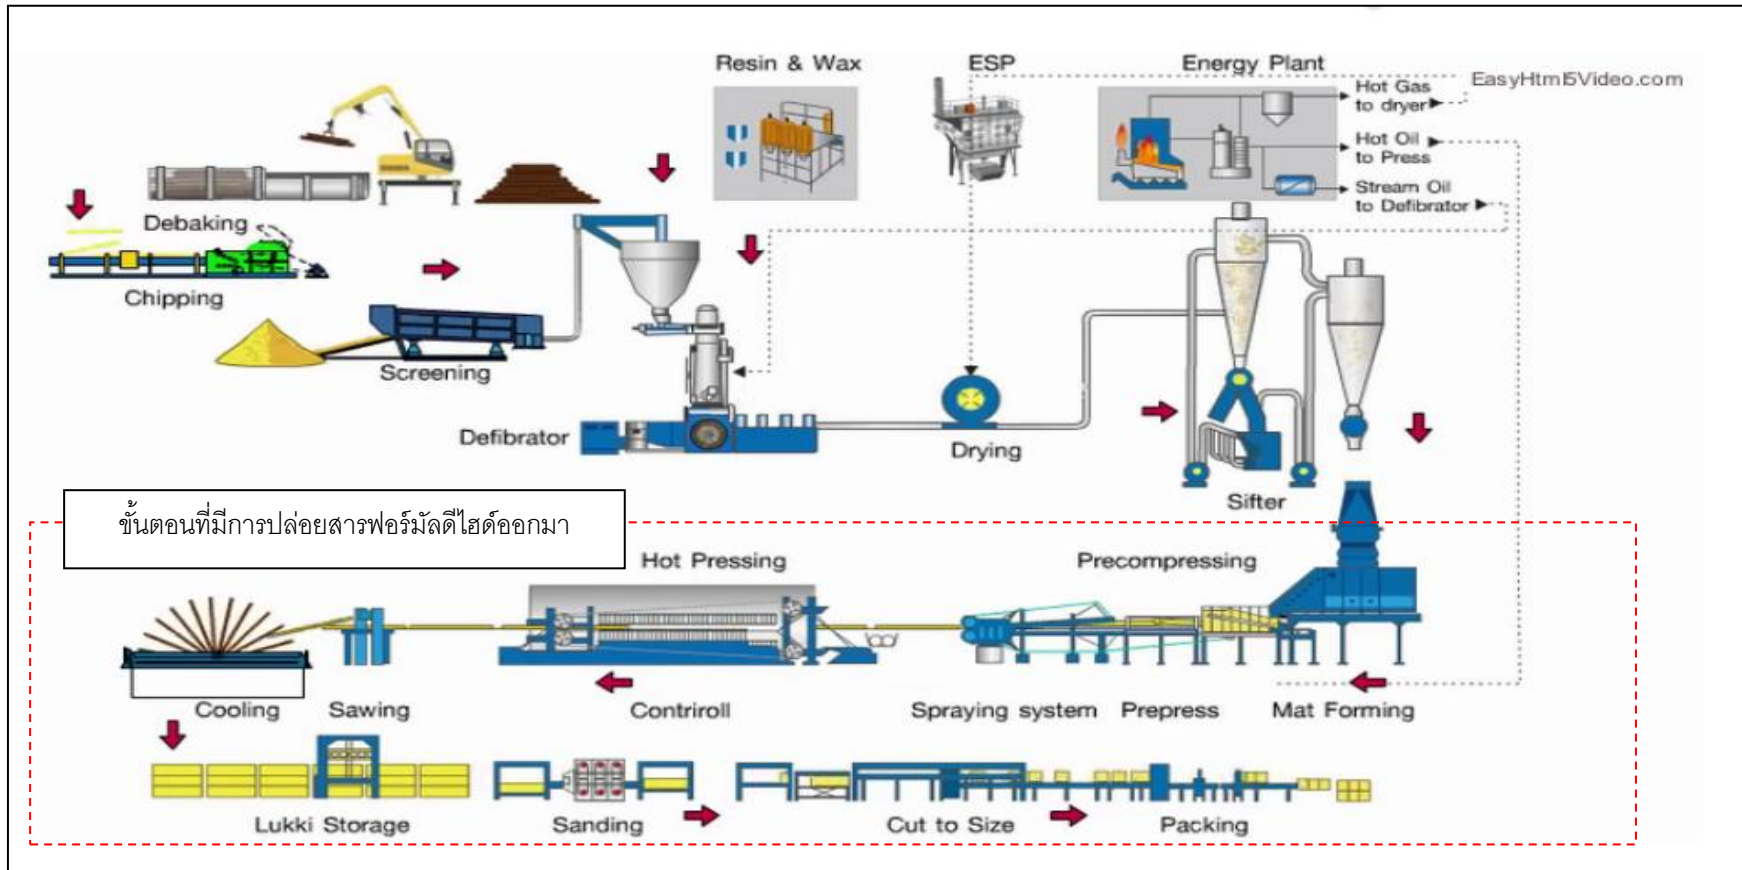 Resin & Wax
ESP
Energy Plant
EasyHtml5Video.com
Hot Gas
to dryer
Hot Oil
to Press
Stream Oil
to Defibrator
Debaking
Chipping
Screening
Defibrator
Drying
Sifter
ขั้นตอนที่มีการปล่อยสารฟอร์มัลดีไฮด์ออกมา
Hot Pressing
Precompressing
Cooling
Sawing
Contriroll
Spraying system
Prepress
Mat Forming
Lukki Storage
Sanding
Cut to Size
Packing